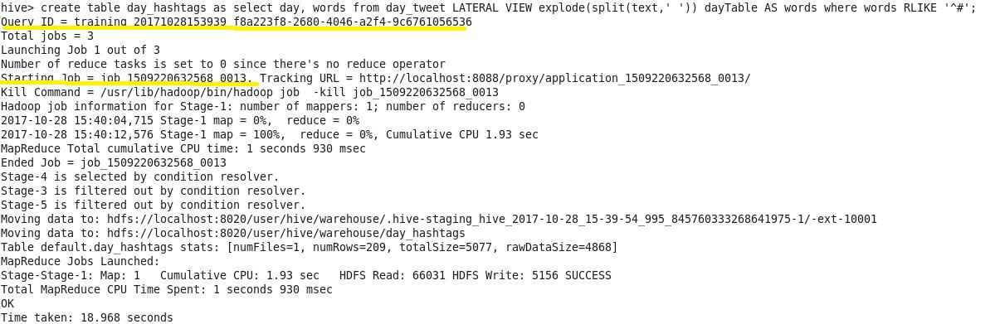 hive> create table day_hashtags as select day, words from day_tweet LATERAL VIEW explode(split(text,' ')) dayTable AS words where words RLIKE '^#';
Query ID = training_20171028153939_f8a223f8-2680-4046-a2f4-9c6761056536
Total jobs = 3
Launching Job 1 out of 3
Number of reduce tasks is set to 0 since there's no reduce operator
Starting Job = job_1509220632568_0013, Tracking URL = http://localhost:8088/proxy/application_1509220632568_0013/
Kill Command = /usr/lib/hadoop/bin/hadoop job  -kill job_1509220632568_0013
Hadoop job information for Stage-1: number of mappers: 1; number of reducers: 0
2017-10-28 15:40:04,715 Stage-1 map = 0%,  reduce = 0%
2017-10-28 15:40:12,576 Stage-1 map = 100%,  reduce = 0%, Cumulative CPU 1.93 sec
MapReduce Total cumulative CPU time: 1 seconds 930 msec
Ended Job = job_1509220632568_0013
Stage-4 is selected by condition resolver.
Stage-3 is filtered out by condition resolver.
Stage-5 is filtered out by condition resolver.
Moving data to: hdfs://localhost:8020/user/hive/warehouse/.hive-staging_hive_2017-10-28_15-39-54_995_845760333268641975-1/-ext-10001
Moving data to: hdfs://localhost:8020/user/hive/warehouse/day_hashtags
Table default.day_hashtags stats: [numFiles=1, numRows=209, totalSize=5077, rawDataSize=4868]
MapReduce Jobs Launched:
Stage-Stage-1: Map: 1   Cumulative CPU: 1.93 sec   HDFS Read: 66031 HDFS Write: 5156 SUCCESS
Total MapReduce CPU Time Spent: 1 seconds 930 msec
OK
Time taken: 18.968 seconds